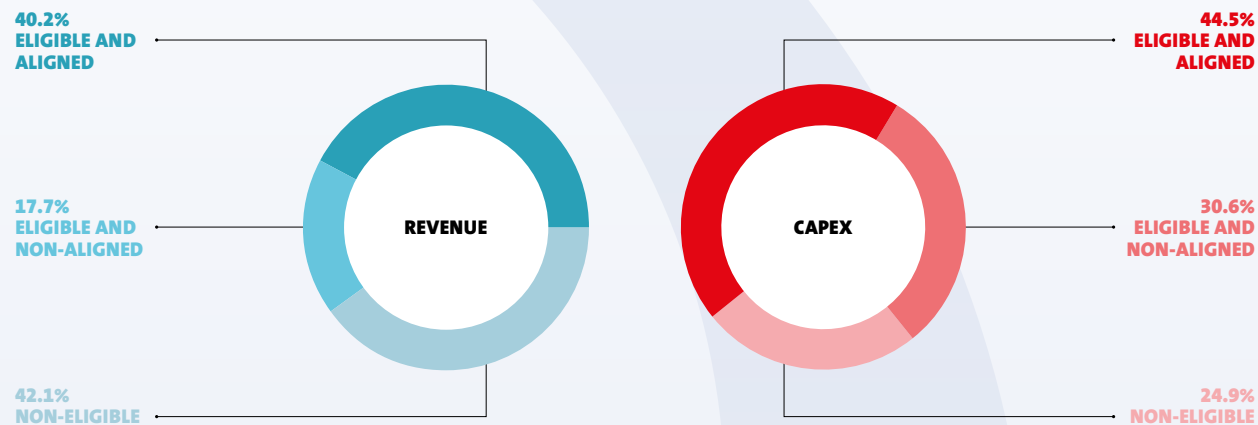 40.2%
ELIGIBLE AND
ALIGNED
17.7%
ELIGIBLE AND
NON-ALIGNED
42.1%
NON-ELIGIBLE
REVENUE
CAPEX
44.5%
ELIGIBLE AND
ALIGNED
30.6%
ELIGIBLE AND
NON-ALIGNED
24.9%
NON-ELIGIBLE